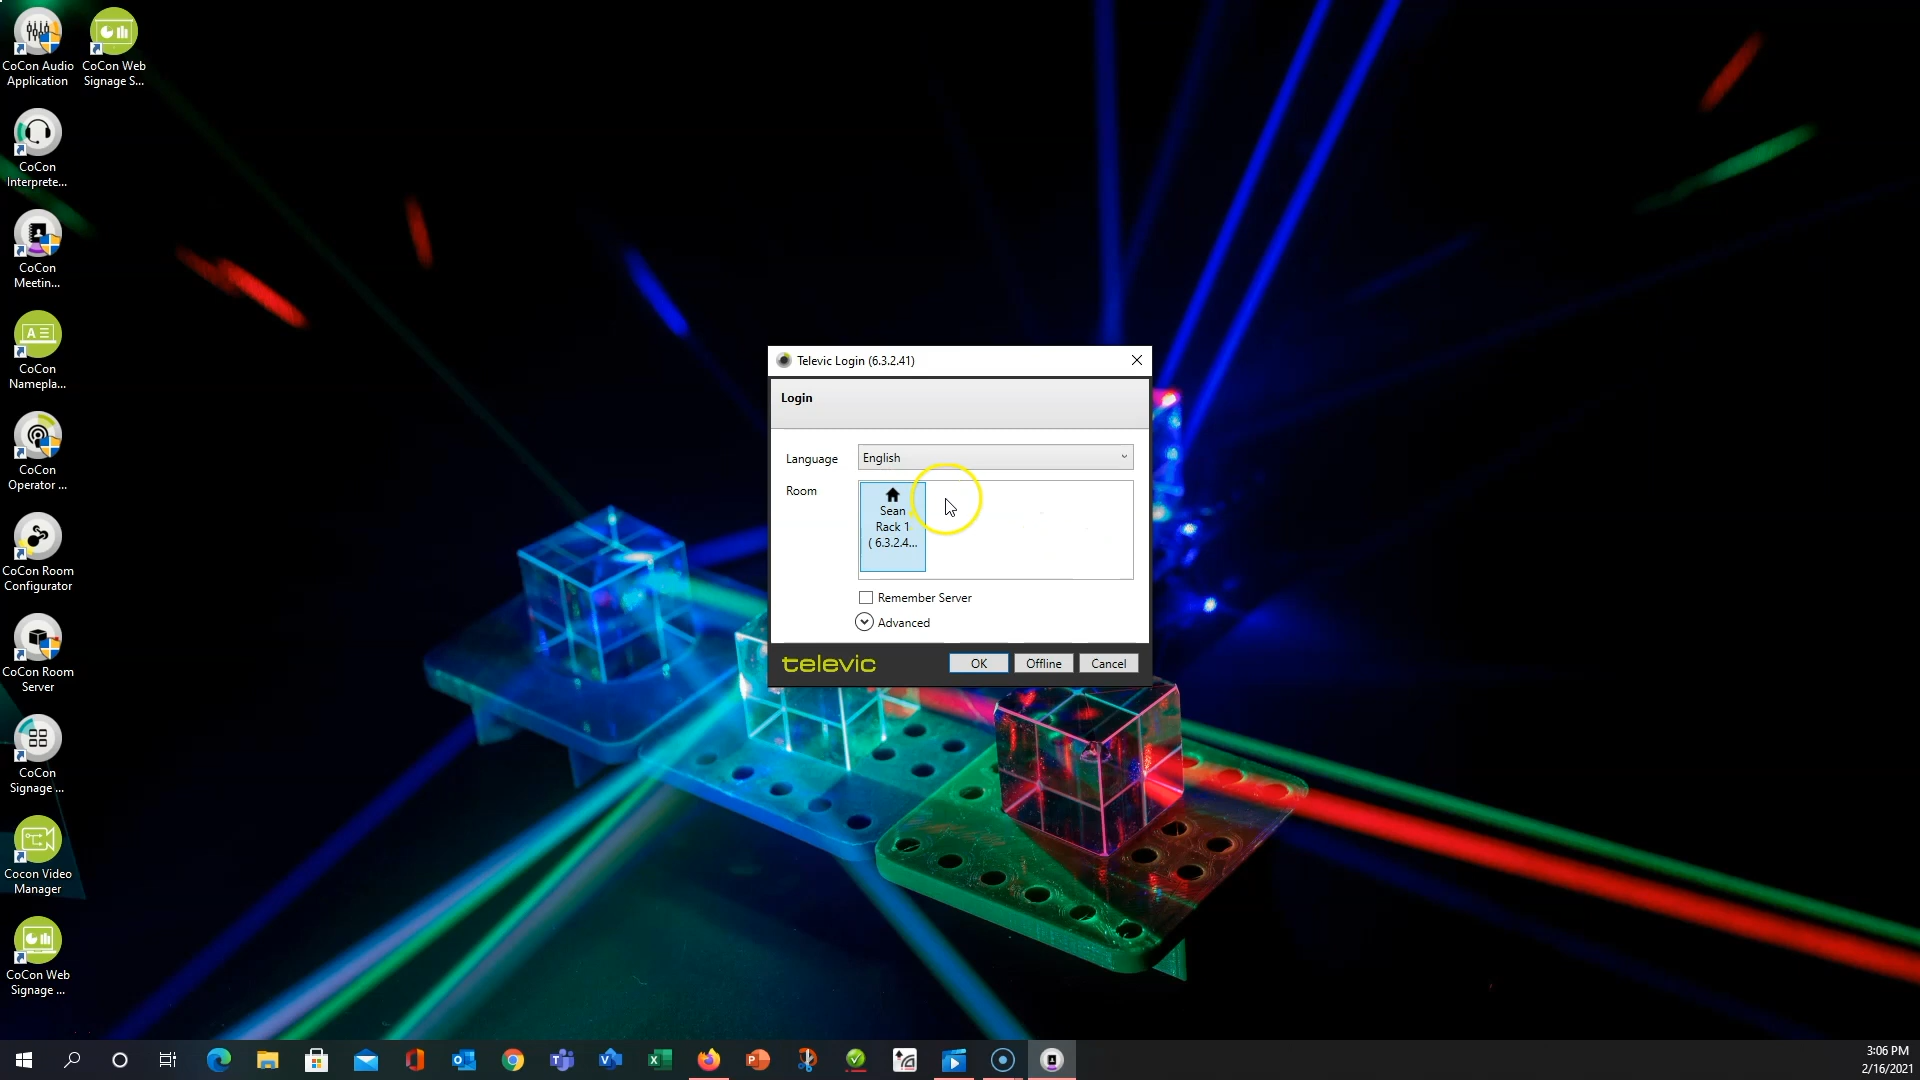 CoCon Audio
Application
CoCon Web
Signage S...
CoCon
Interprete...
CoCon
Meetin...
CoCon
Namepla...
CoCon
Operator ...
CoCon Room
Configurator
CoCon Room
Server
CoCon
Signage ...
Cocon Video
Manager
CoCon Web
Signage ...
Televic Login (6.3.2.41)
Login
Language
English
Room
Sean
Rack 1
( 6.3.2.4...
Remember Server
Advanced
televic
OK
Offline
Cancel
3:06 PM
2/16/2021